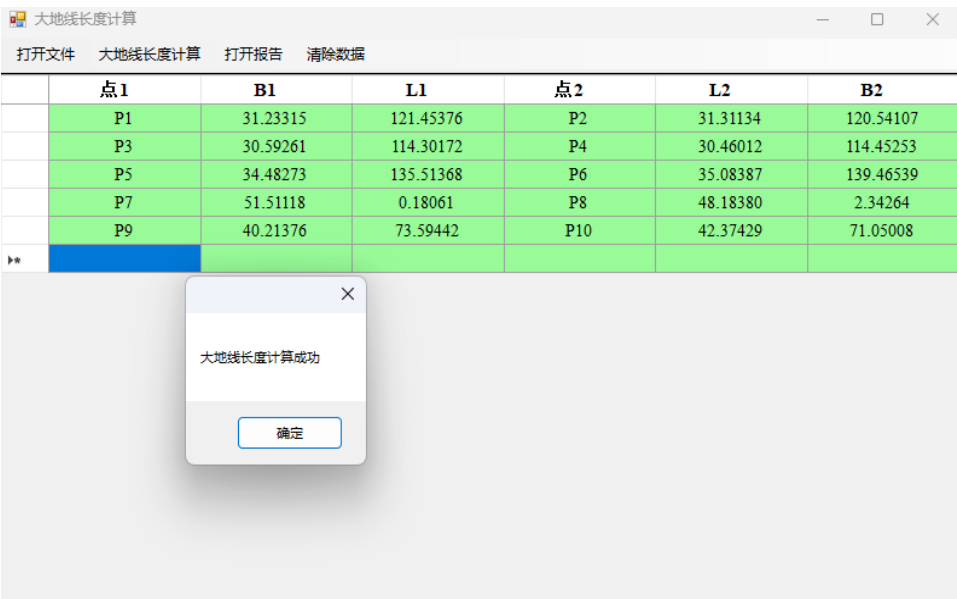 大地线长度计算
打开文件 大地线长度计算 打开报告 清除数据
点1 B1 L1 点2 L2 B2
P1 31.23315 121.45376 P2 31.31134 120.54107
P3 30.59261 114.30172 P4 30.46012 114.45253
P5 34.48273 135.51368 P6 35.08387 139.46539
P7 51.51118 0.18061 P8 48.18380 2.34264
P9 40.21376 73.59442 P10 42.37429 71.05008
大地线长度计算成功
确定